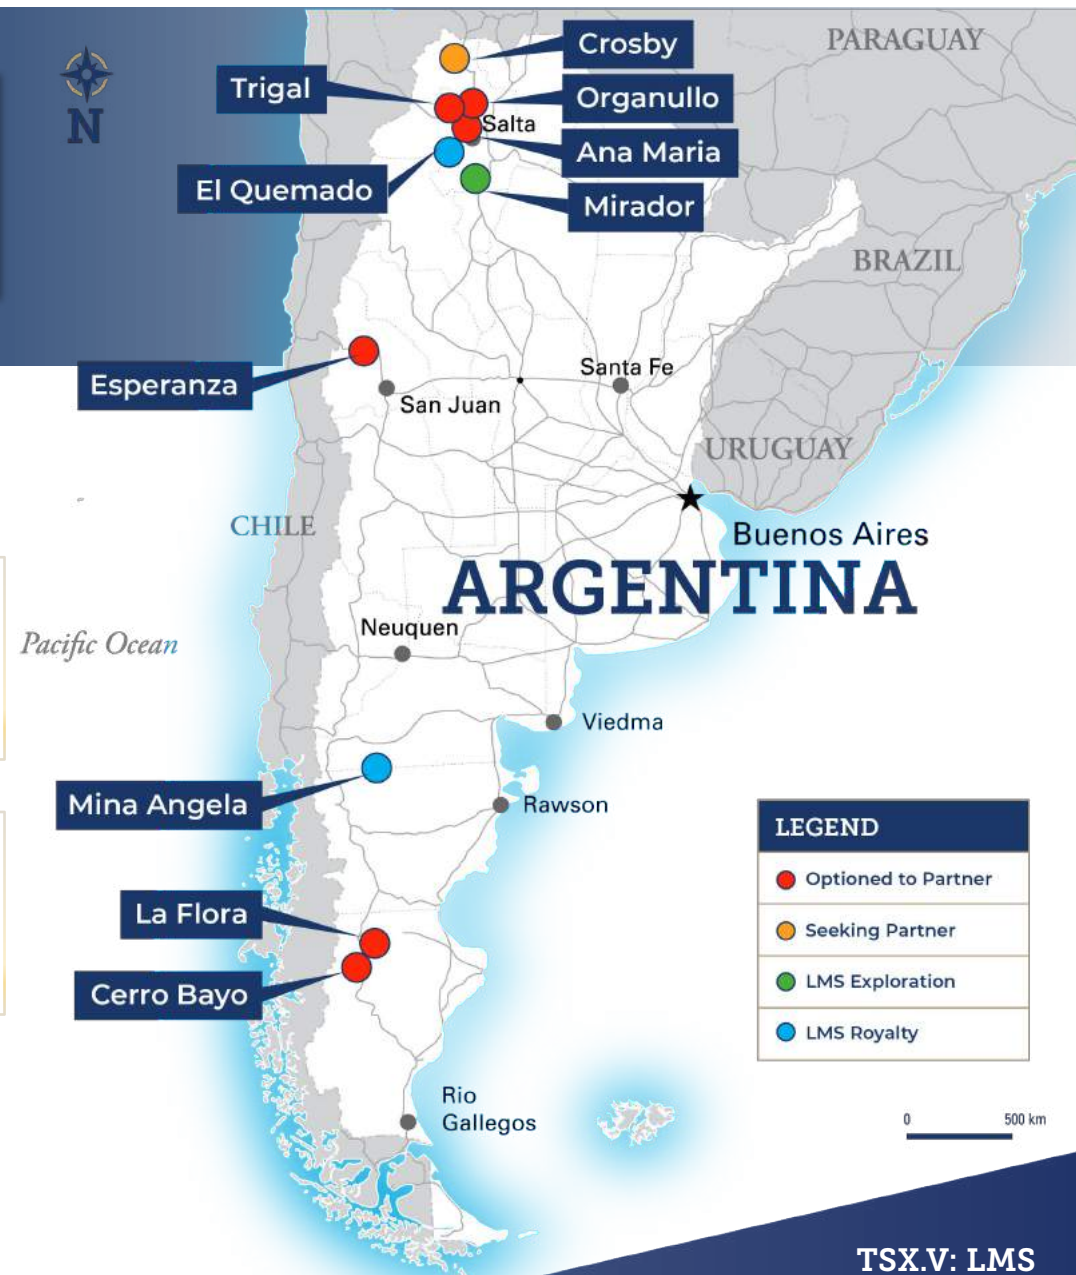 Crosby
PARAGUAY
N
Trigal
Organullo
Salta
Ana Maria
El Quemado
Mirador
BRAZIL
Esperanza
Santa Fe
San Juan
URUGUAY
CHILE
Buenos Aires
ARGENTINA
Neuquen
Pacific Ocean
Viedma
Mina Angela
Rawson
LEGEND
Optioned to Partner
Seeking Partner
LMS Exploration
LMS Royalty
La Flora
Cerro Bayo
Rio
Gallegos
0 500 km
TSX.V: LMS